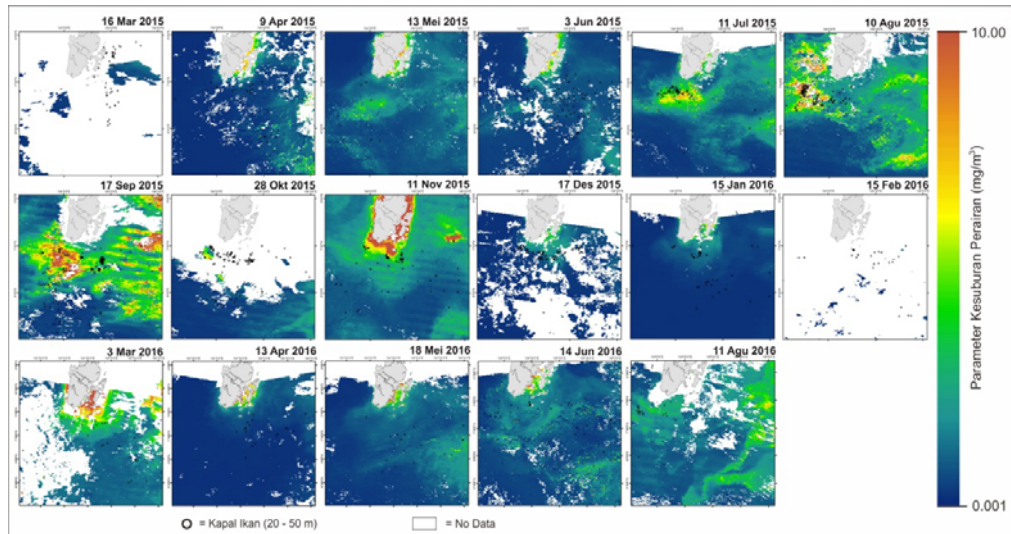 16 Mar 2015
9 Apr 2015
13 Mei 2015
3 Jun 2015
11 Jul 2015
10 Agu 2015
17 Sep 2015
28 Okt 2015
11 Nov 2015
17 Des 2015
15 Jan 2016
15 Feb 2016
3 Mar 2016
13 Apr 2016
18 Mei 2016
14 Jun 2016
11 Agu 2016
10.00
Parameter Kesuburan Perairan (mg/m³)
0.001
= Kapal Ikan (20 - 50 m)
= No Data